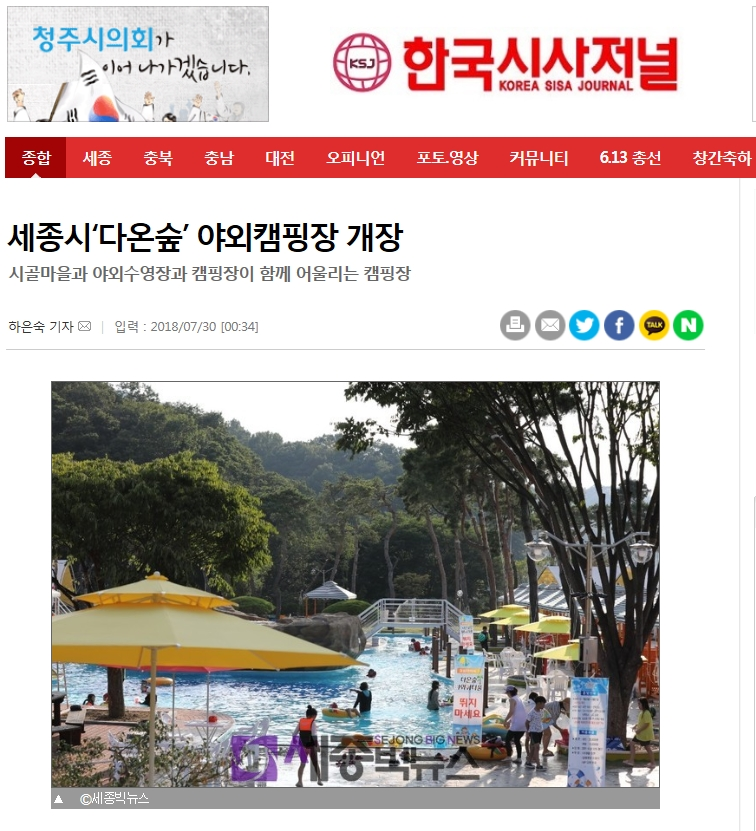 청주시의회가
이어 나가겠습니다.
KSJ 한국시사저널
KOREA SISA JOURNAL
종합 세종 충북 충남 대전 오피니언 포토.영상 커뮤니티 6.13 총선 창간축하
세종시'다온숲' 야외캠핑장 개장
시골마을과 야외수영장과 캠핑장이 함께 어울리는 캠핑장
하은숙 기자 | 입력 : 2018/07/30 [00:34]
TALK
N
뛰지
마세요
SEJONG BIG NEWS
세종빅뉴스
▲ ©세종빅뉴스